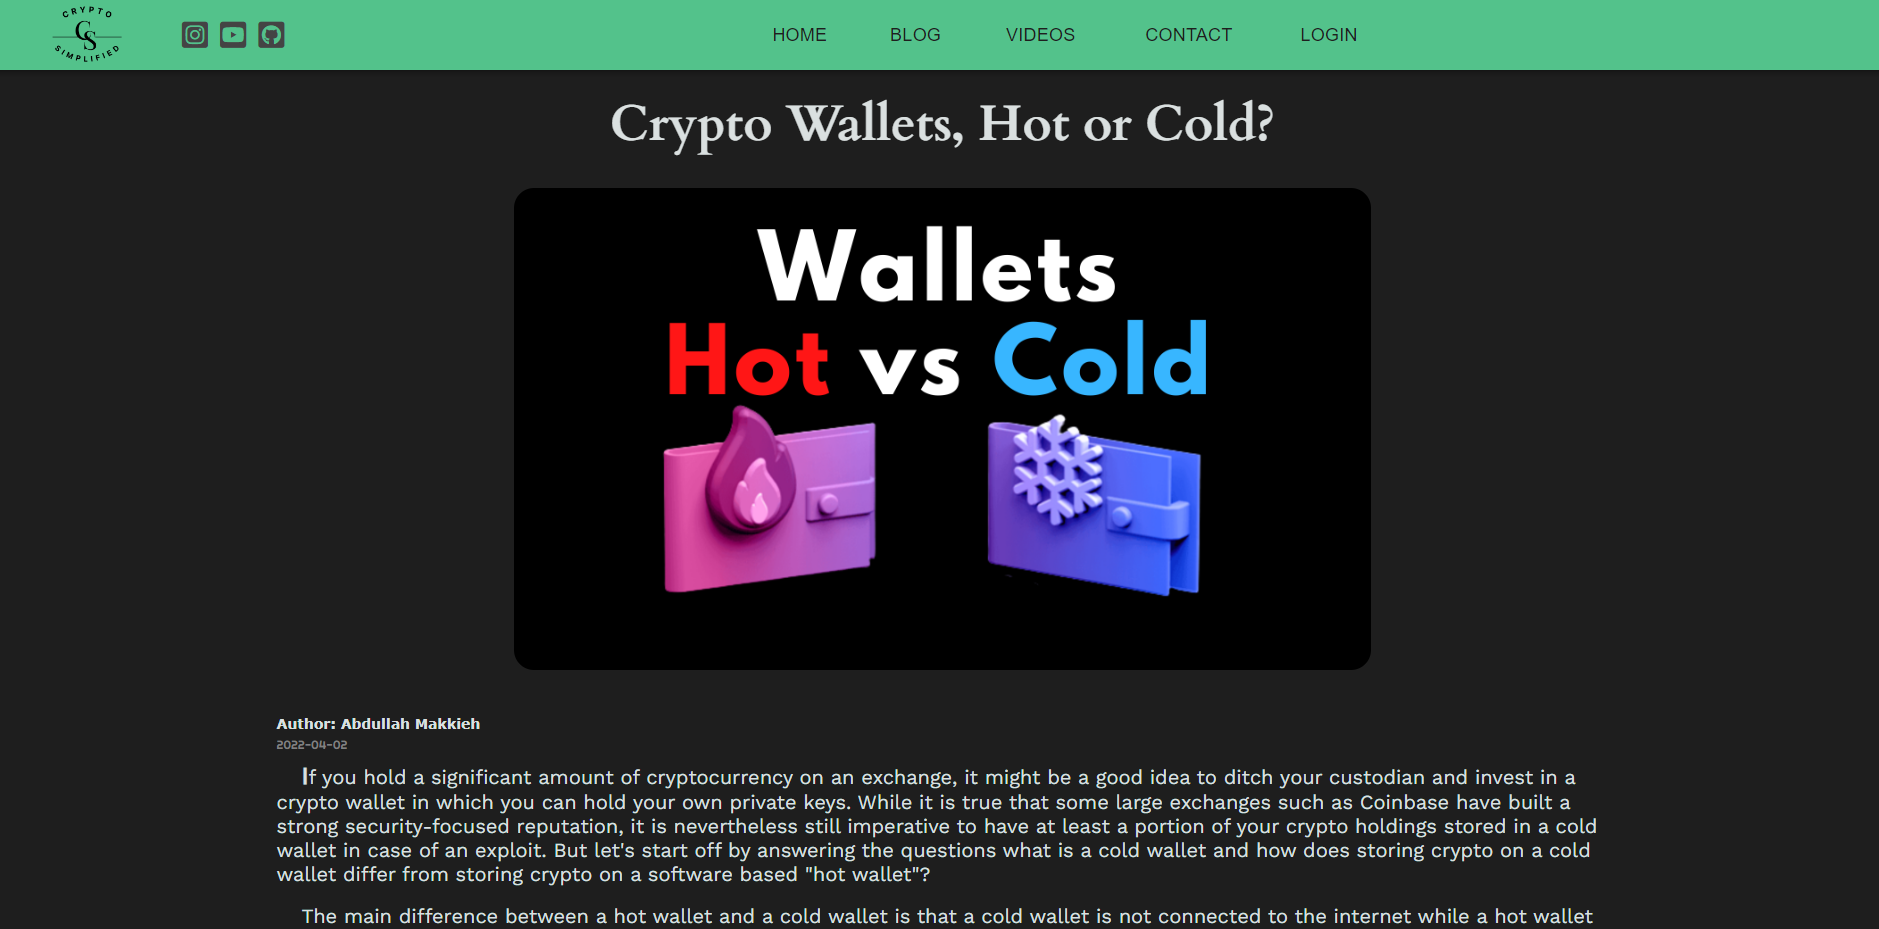 CRYPTO
CS
SIMPLIFIED
HOME BLOG VIDEOS CONTACT LOGIN
Crypto Wallets, Hot or Cold?
Wallets
Hot vs Cold
Author: Abdullah Makkieh
2022-04-02
If you hold a significant amount of cryptocurrency on an exchange, it might be a good idea to ditch your custodian and invest in a
crypto wallet in which you can hold your own private keys. While it is true that some large exchanges such as Coinbase have built a
strong security-focused reputation, it is nevertheless still imperative to have at least a portion of your crypto holdings stored in a cold
wallet in case of an exploit. But let's start off by answering the questions what is a cold wallet and how does storing crypto on a cold
wallet differ from storing crypto on a software based "hot wallet"?
The main difference between a hot wallet and a cold wallet is that a cold wallet is not connected to the internet while a hot wallet